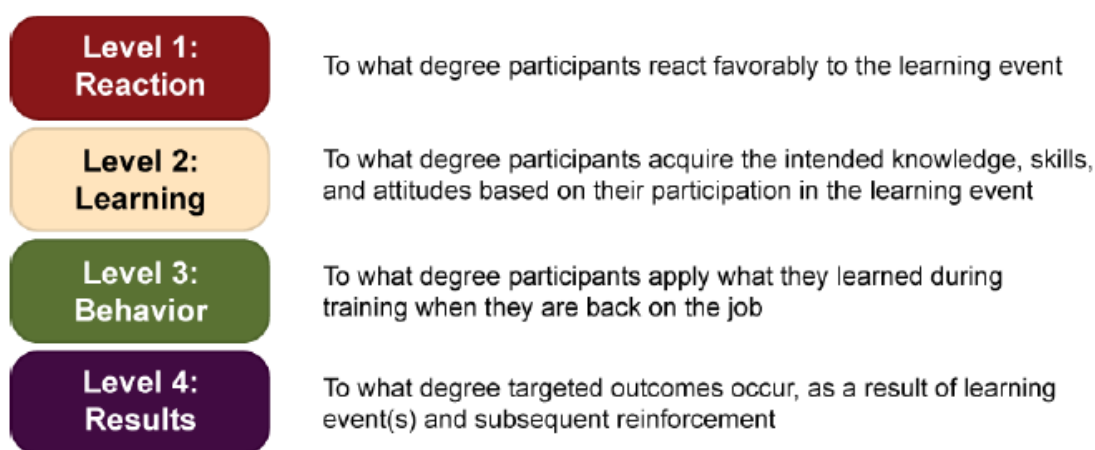 Level 1:
Reaction
To what degree participants react favorably to the learning event
Level 2:
Learning
To what degree participants acquire the intended knowledge, skills,
and attitudes based on their participation in the learning event
Level 3:
Behavior
To what degree participants apply what they learned during
training when they are back on the job
Level 4:
Results
To what degree targeted outcomes occur, as a result of learning
event(s) and subsequent reinforcement